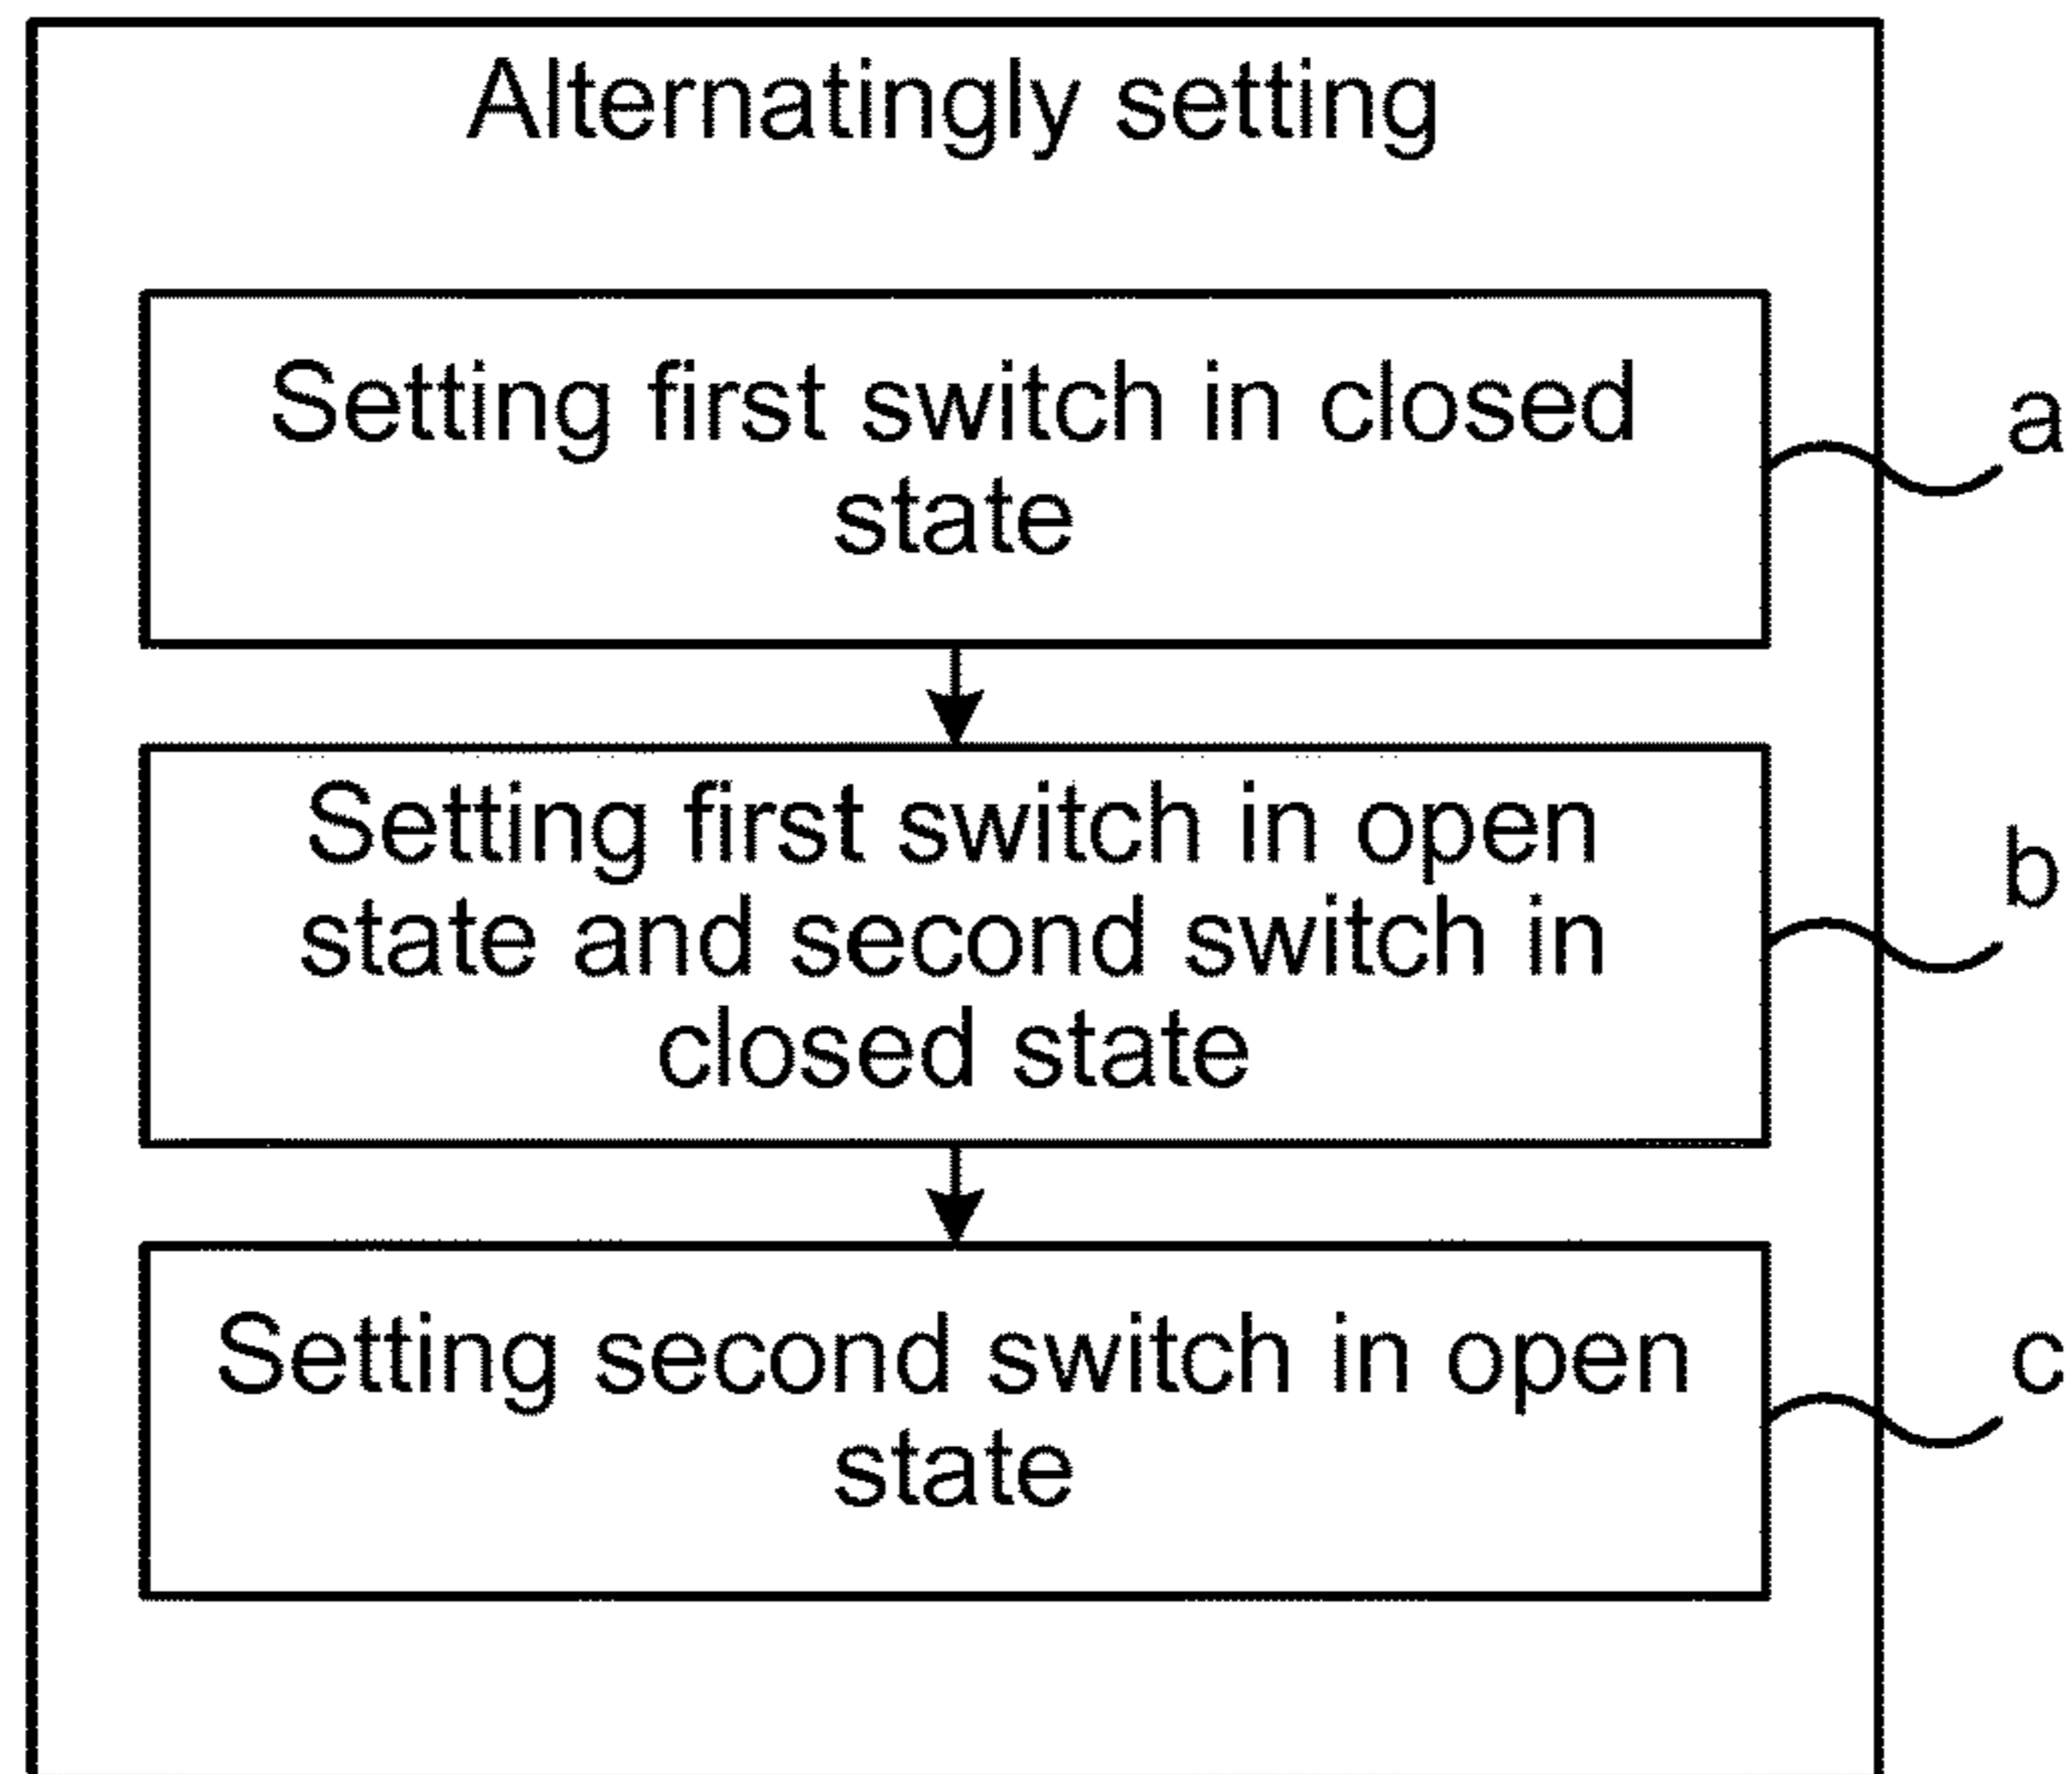 Alternatingly setting
Setting first switch in closed
state
a
Setting first switch in open
state and second switch in
closed state
b
Setting second switch in open
state
c